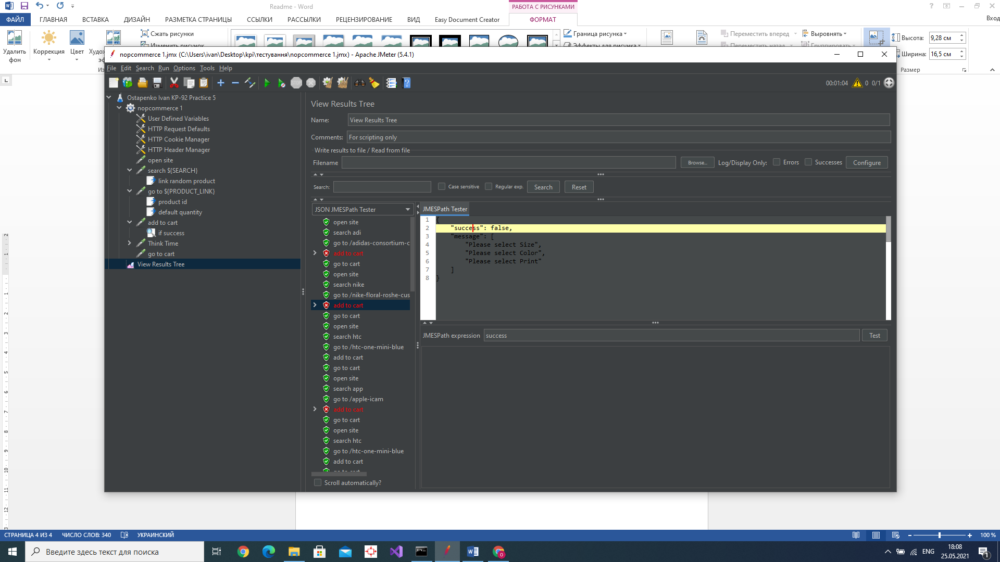 Readme - Word
РАБОТА С РИСУНКАМИ
ФАЙЛ ГЛАВНАЯ ВСТАВКА ДИЗАЙН РАЗМЕТКА СТРАНИЦЫ ССЫЛКИ РАССЫЛКИ РЕЦЕНЗИРОВАНИЕ ВИД Easy Document Creator ФОРМАТ Вход
Удалить фон
Коррекция
Цвет
Сжать рисунки
Изменить рисунок
Граница рисунка
Эффекты для рисунка
Переместить вперед
Переместить назад
Выровнять
Группировать
Высота: 9,28 см
Ширина: 16,5 см
Размер
nopcommerce 1.jmx (C:\Users\ivan\Desktop\kpi\тестування\nopcommerce 1.jmx) - Apache JMeter (5.4.1)
File Edit Search Run Options Tools Help
00:01:04 0 0/1
Ostapenko Ivan KP-92 Practice 5
nopcommerce 1
User Defined Variables
HTTP Request Defaults
HTTP Cookie Manager
HTTP Header Manager
open site
search ${SEARCH}
link random product
go to ${PRODUCT_LINK}
product id
default quantity
add to cart
if success
Think Time
go to cart
View Results Tree
View Results Tree
Name: View Results Tree
Comments: For scripting only
Write results to file / Read from file
Filename Browse... Log/Display Only: Errors Successes Configure
Search: Case sensitive Regular exp. Search Reset
JSON JMESPath Tester
open site
search adi
go to /adidas-consortium-c
add to cart
go to cart
open site
search nike
go to /nike-floral-roshe-cus
add to cart
go to cart
open site
search htc
go to /htc-one-mini-blue
add to cart
go to cart
open site
search app
go to /apple-icam
add to cart
go to cart
open site
search htc
go to /htc-one-mini-blue
add to cart
go to cart
Scroll automatically?
JMESPath Tester
1 {
2 "success": false,
3 "message": [
4 "Please select Size",
5 "Please select Color",
6 "Please select Print"
7 ]
8 }
JMESPath expression success Test
СТРАНИЦА 4 ИЗ 4 ЧИСЛО СЛОВ: 340 УКРАИНСКИЙ 100 %
Введите здесь текст для поиска
ENG
18:08
25.05.2021
1